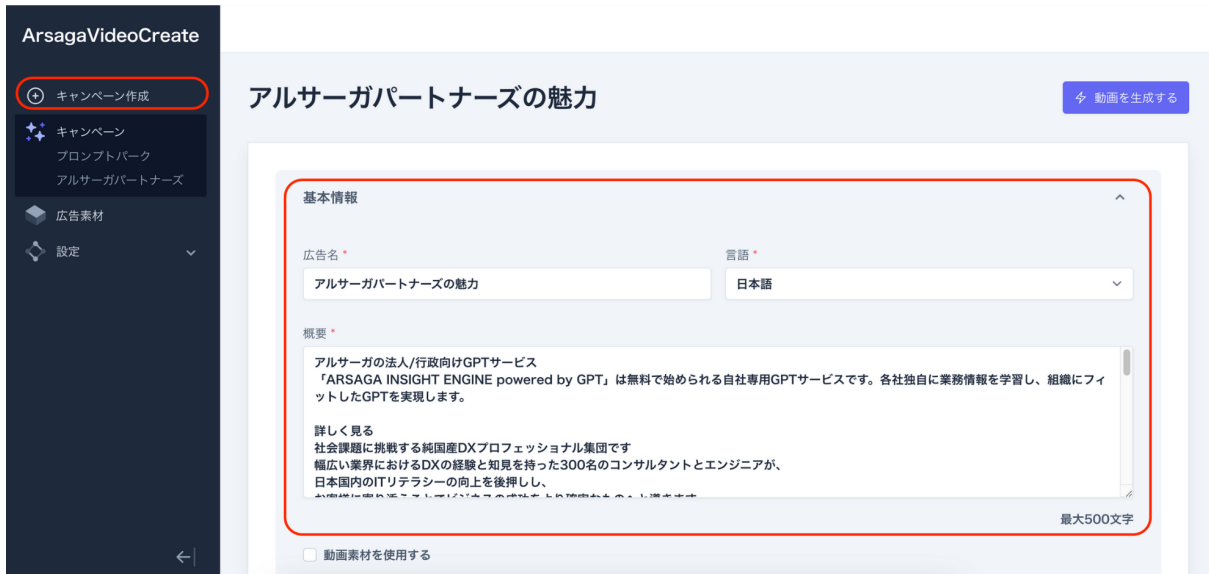 ArsagaVideoCreate
キャンペーン作成
キャンペーン
プロンプトパーク
アルサーガパートナーズ
広告素材
設定
アルサーガパートナーズの魅力
動画を生成する
基本情報
広告名 *
言語 *
アルサーガパートナーズの魅力
日本語
概要 *
アルサーガの法人/行政向けGPTサービス
「ARSAGA INSIGHT ENGINE powered by GPT」は無料で始められる自社専用GPTサービスです。各社独自に業務情報を学習し、組織にフィ
ットしたGPTを実現します。
詳しく見る
社会課題に挑戦する純国産DXプロフェッショナル集団です
幅広い業界におけるDXの経験と知見を持った300名のコンサルタントとエンジニアが、
日本国内のITリテラシーの向上を後押しし、
最大500文字
動画素材を使用する